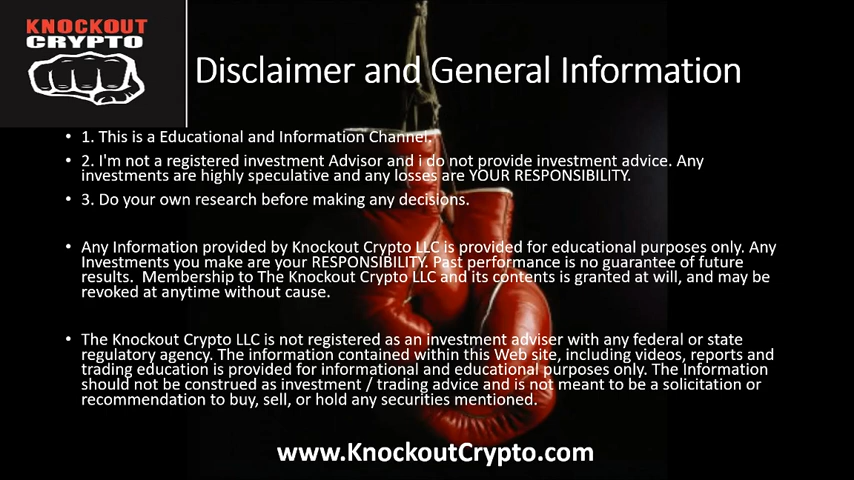 KNOCKOUT
CRYPTO
Disclaimer and General Information
• 1. This is a Educational and Information Channel.
• 2. I'm not a registered investment Advisor and i do not provide investment advice. Any
investments are highly speculative and any losses are YOUR RESPONSIBILITY.
• 3. Do your own research before making any decisions.
• Any Information provided by Knockout Crypto LLC is provided for educational purposes only. Any
Investments you make are your RESPONSIBILITY. Past performance is no guarantee of future
results. Membership to The Knockout Crypto LLC and its contents is granted at will, and may be
revoked at anytime without cause.
• The Knockout Crypto LLC is not registered as an investment adviser with any federal or state
regulatory agency. The information contained within this Web site, including videos, reports and
trading education is provided for informational and educational purposes only. The Information
should not be construed as investment / trading advice and is not meant to be a solicitation or
recommendation to buy, sell, or hold any securities mentioned.
www.KnockoutCrypto.com